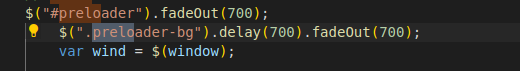 $("#preloader").fadeOut(700);
$(".preloader-bg").delay(700).fadeOut(700);
var wind = $(window);